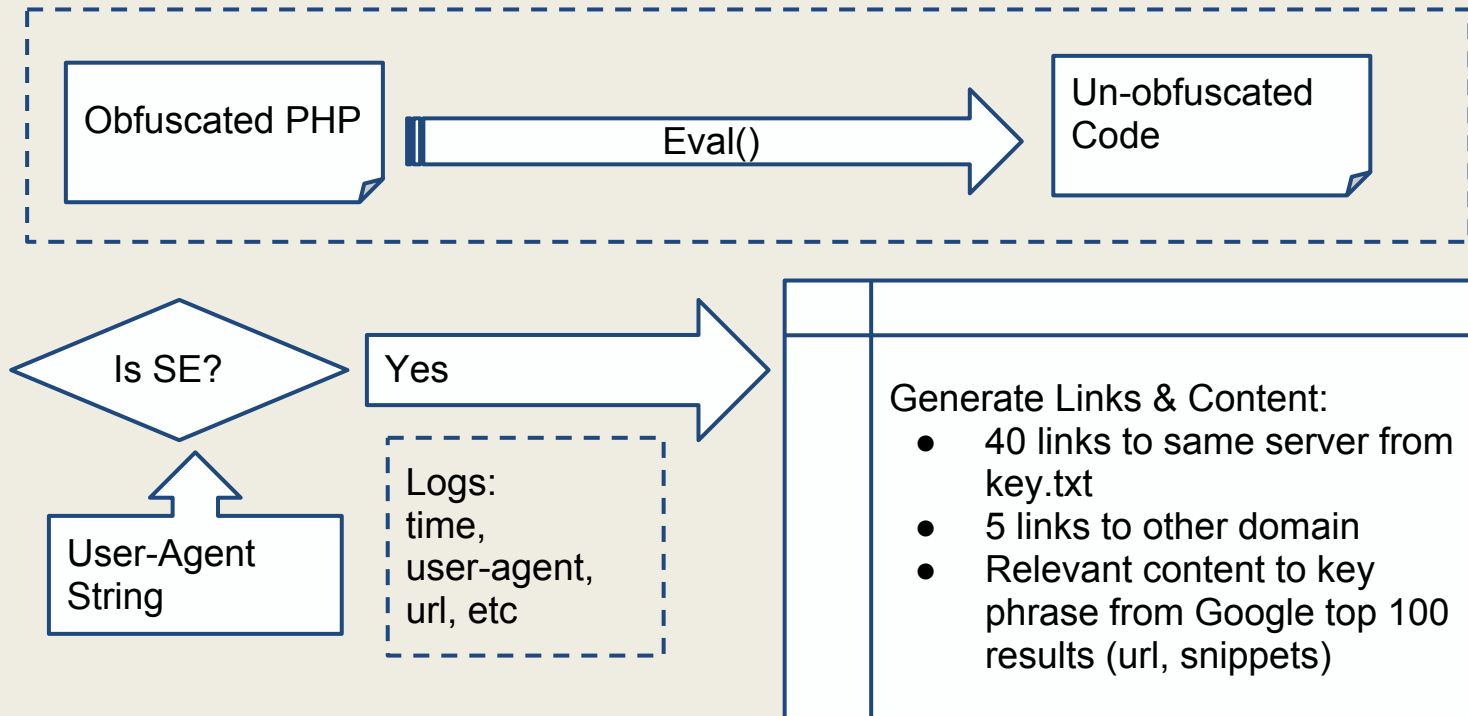 Obfuscated PHP
Eval()
Un-obfuscated
Code
Is SE?
Yes
User-Agent
String
Logs:
time,
user-agent,
url, etc
Generate Links & Content:
● 40 links to same server from
key.txt
● 5 links to other domain
● Relevant content to key
phrase from Google top 100
results (url, snippets)